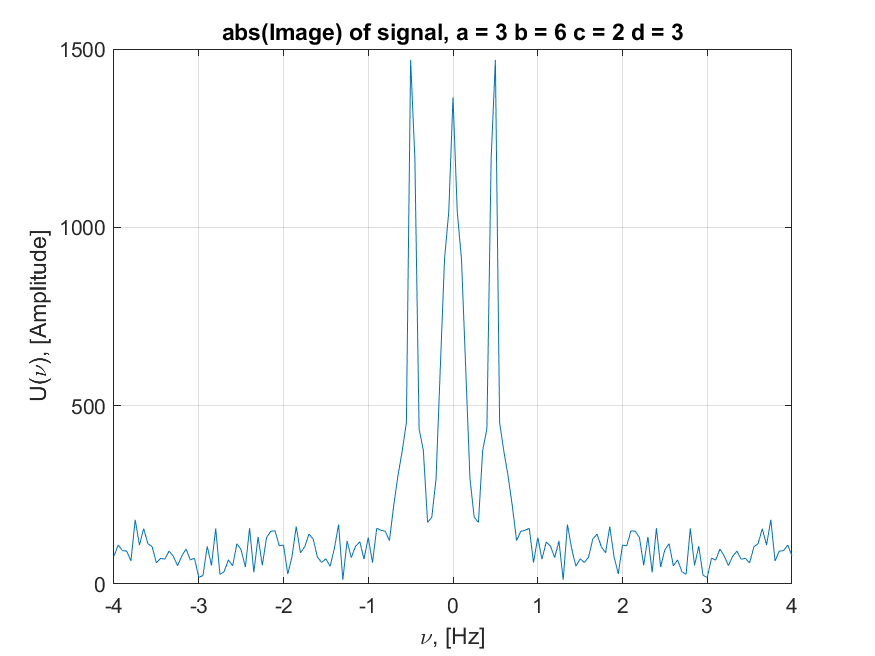 abs(Image) of signal, a = 3 b = 6 c = 2 d = 3
1500
1000
500
0
U(ν), [Amplitude]
-4 -3 -2 -1 0 1 2 3 4
ν, [Hz]